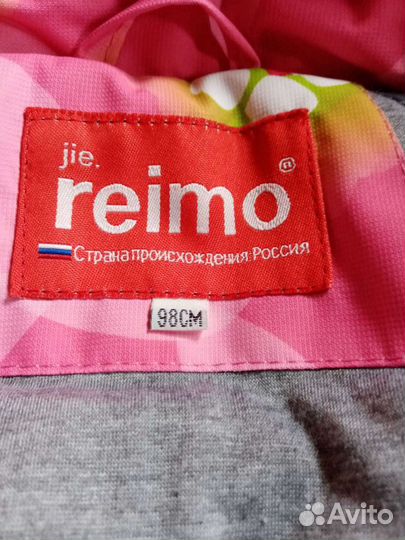 jie.
reimo®
Страна происхождения: Россия
98CM
Avito